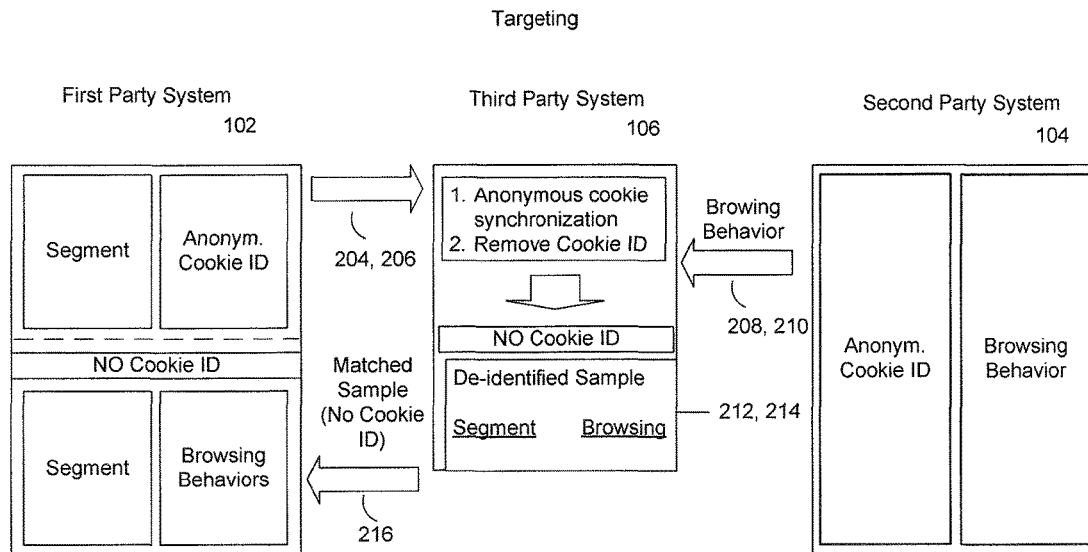 Targeting
First Party System
102
Third Party System
106
Second Party System
104
Segment
Anonym.
Cookie ID
204, 206
1. Anonymous cookie
synchronization
2. Remove Cookie ID
Browing
Behavior
208, 210
NO Cookie ID
NO Cookie ID
Matched
Sample
(No Cookie
ID)
De-identified Sample
Segment Browsing
212, 214
Segment
Browsing
Behaviors
216
Anonym.
Cookie ID
Browsing
Behavior